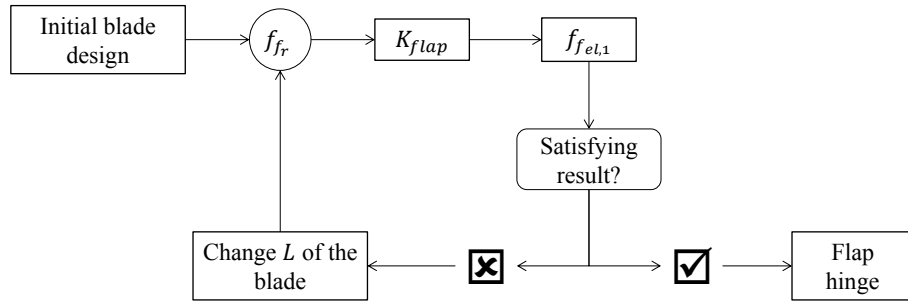 Initial blade
design
f_{f_r}
K_{flap}
f_{f_{el,1}}
Satisfying
result?
Change L of the
blade
Flap
hinge